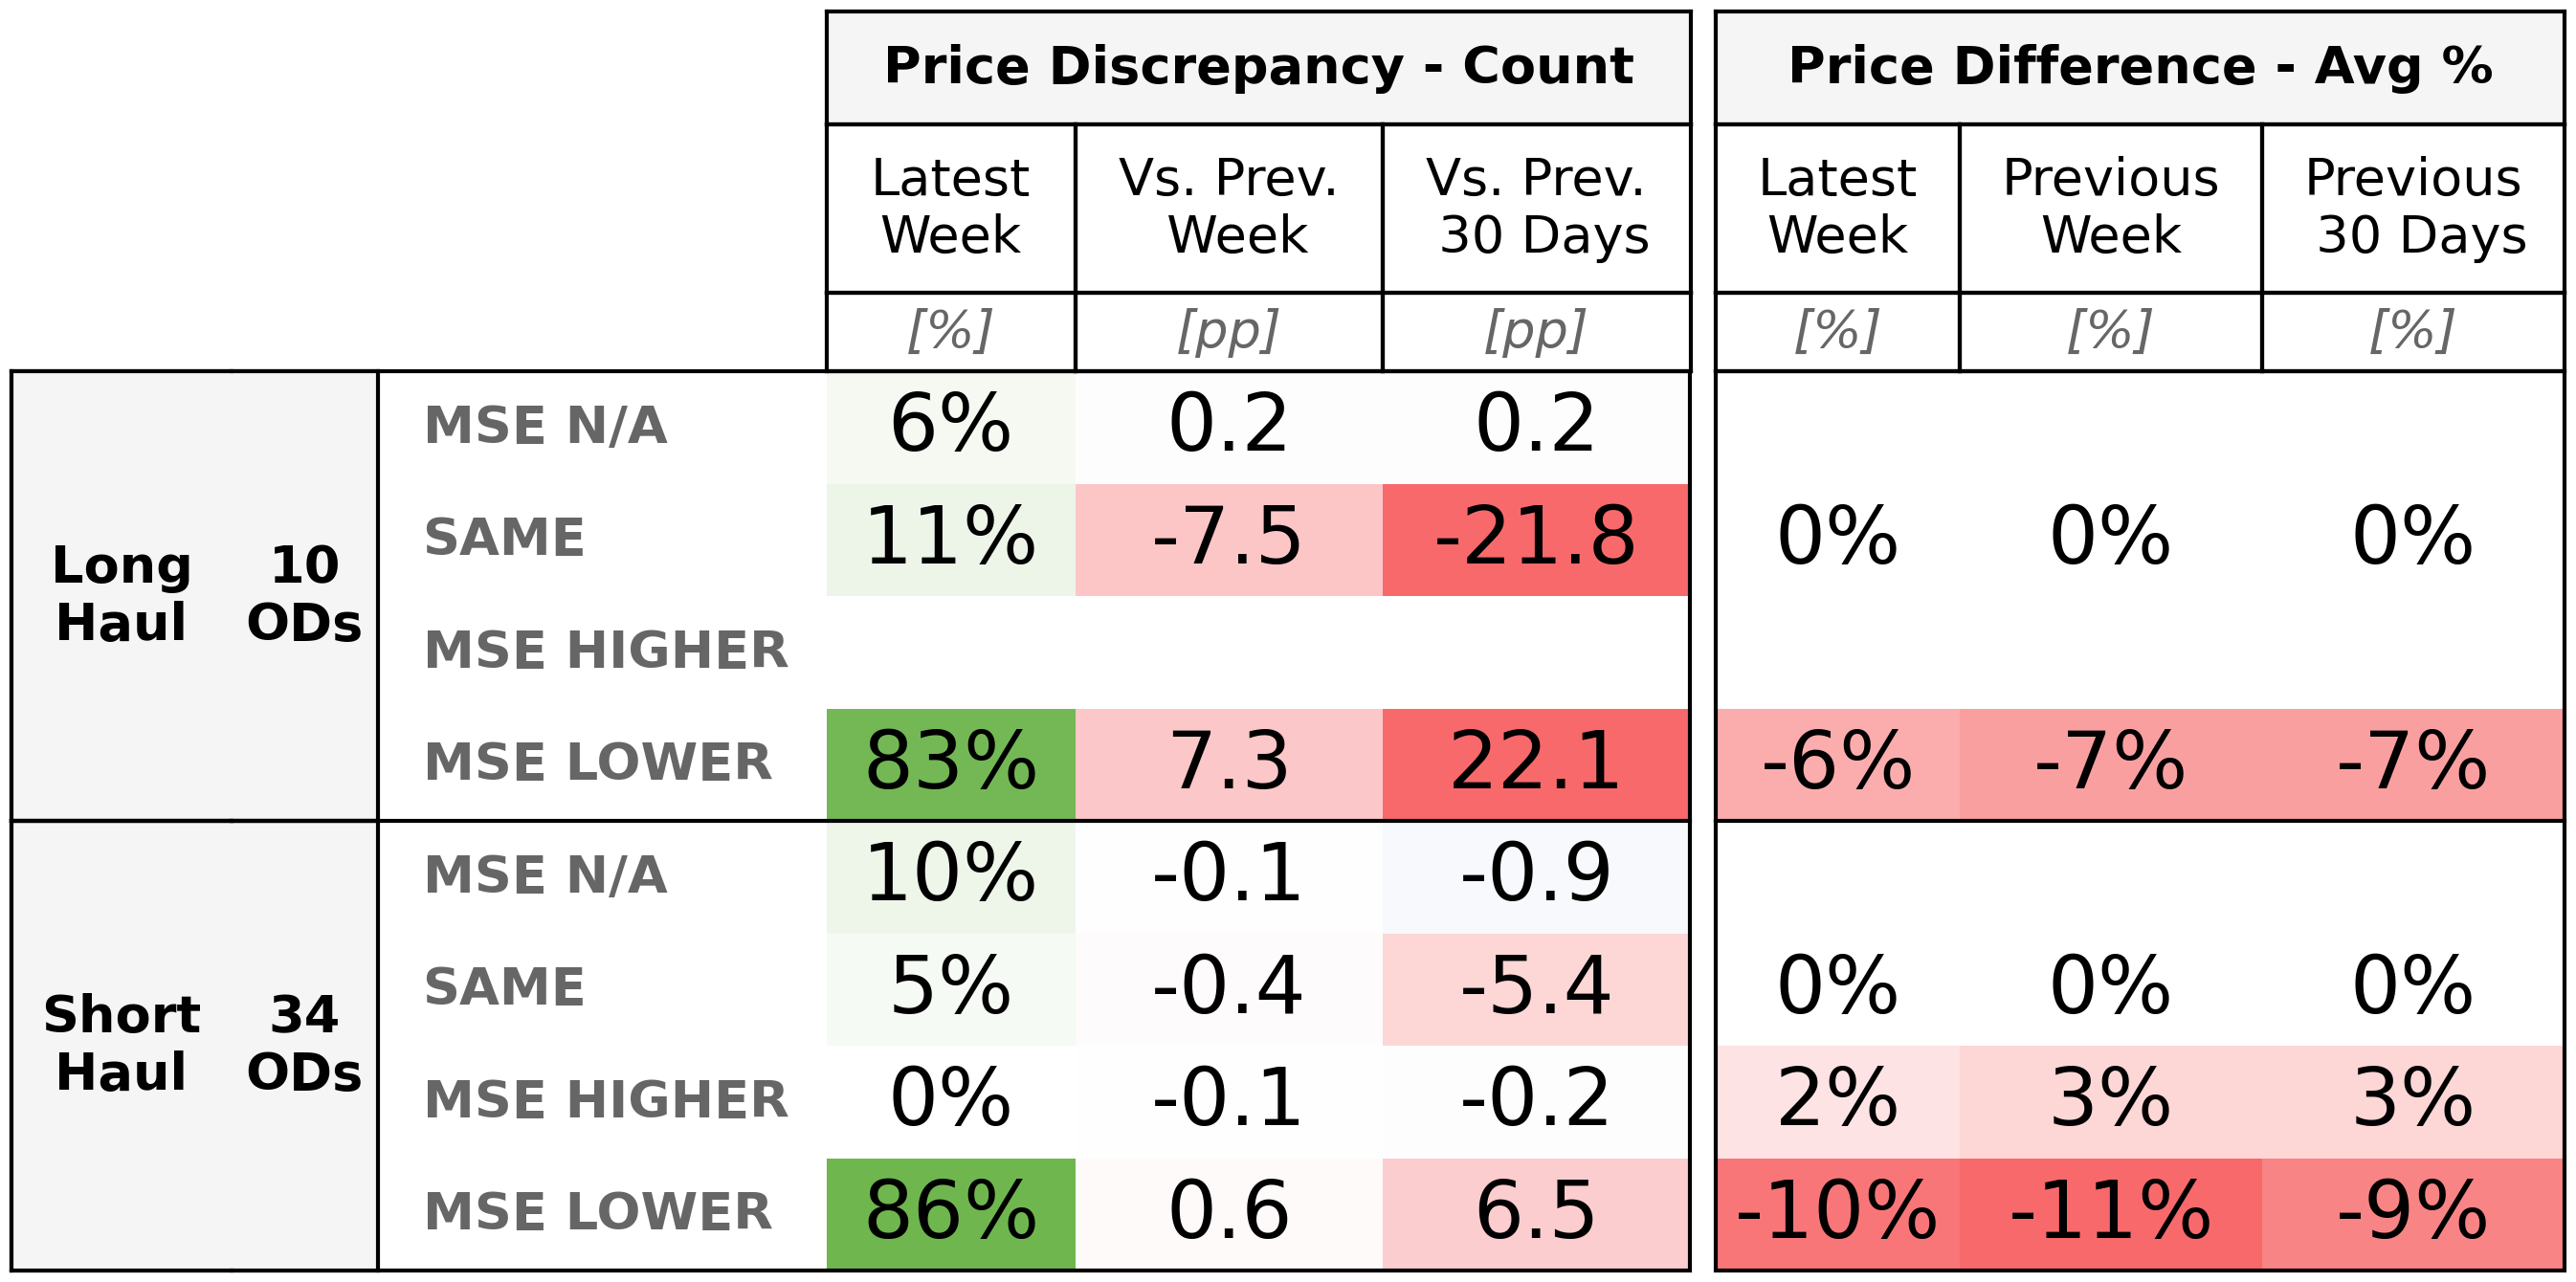 Price Discrepancy - Count Price Difference - Avg %
Latest Week Vs. Prev. Week Vs. Prev. 30 Days Latest Week Previous Week Previous 30 Days
[%] [pp] [pp] [%] [%] [%]
Long Haul 10 ODs
MSE N/A 6% 0.2 0.2
SAME 11% -7.5 -21.8 0% 0% 0%
MSE HIGHER
MSE LOWER 83% 7.3 22.1 -6% -7% -7%
Short Haul 34 ODs
MSE N/A 10% -0.1 -0.9
SAME 5% -0.4 -5.4 0% 0% 0%
MSE HIGHER 0% -0.1 -0.2 2% 3% 3%
MSE LOWER 86% 0.6 6.5 -10% -11% -9%